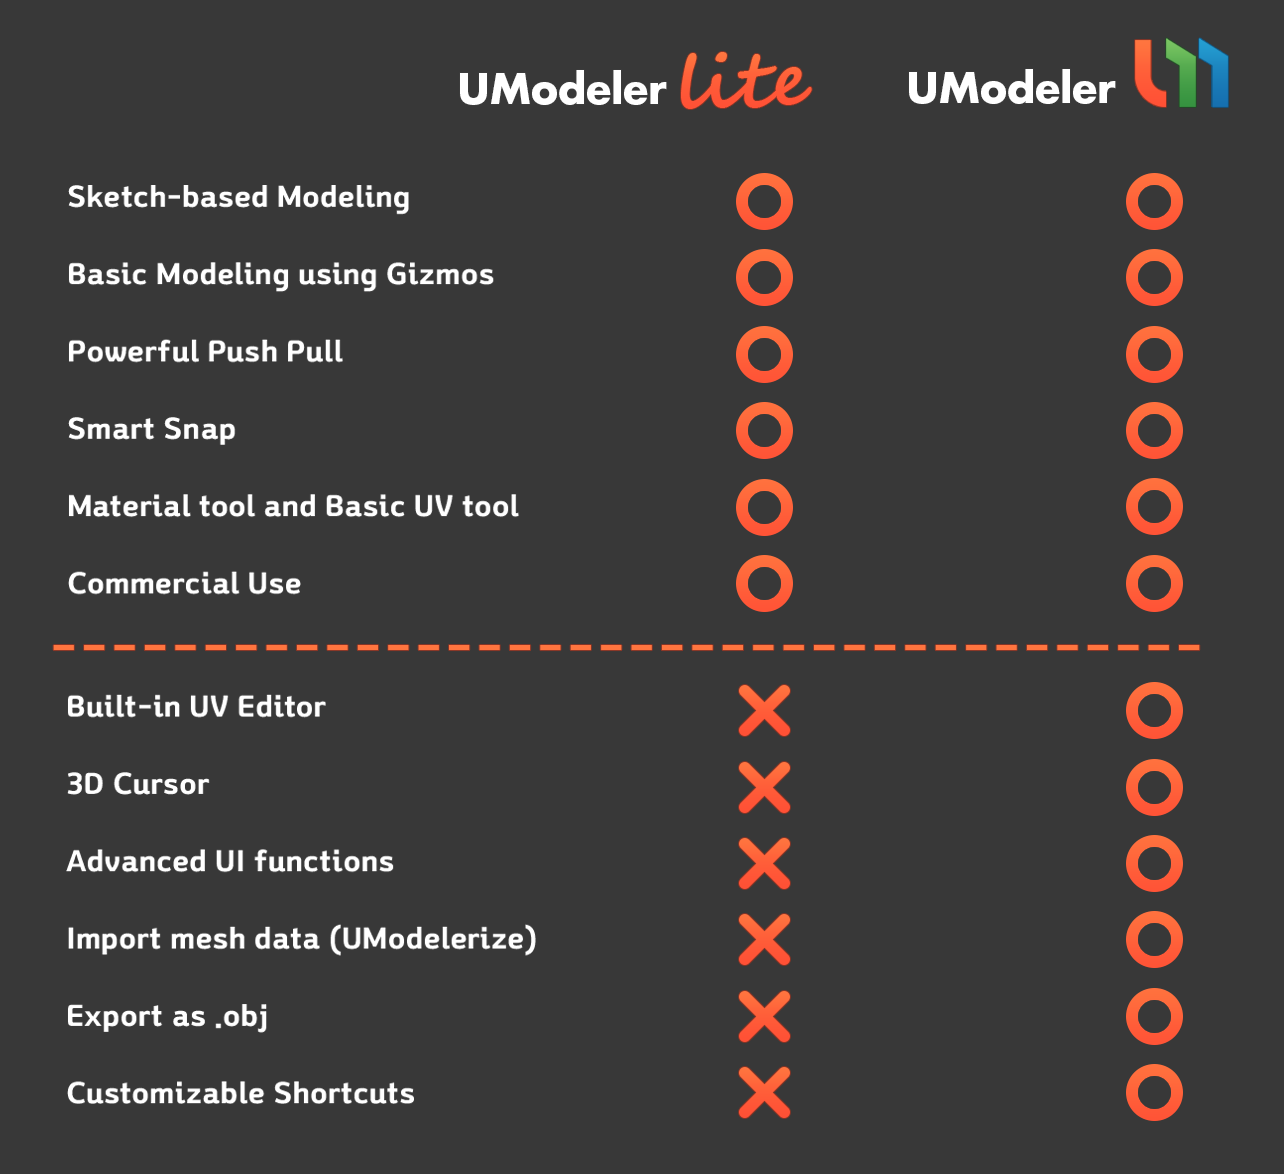 UModeler lite UModeler
Sketch-based Modeling
Basic Modeling using Gizmos
Powerful Push Pull
Smart Snap
Material tool and Basic UV tool
Commercial Use
Built-in UV Editor
3D Cursor
Advanced UI functions
Import mesh data (UModelerize)
Export as .obj
Customizable Shortcuts